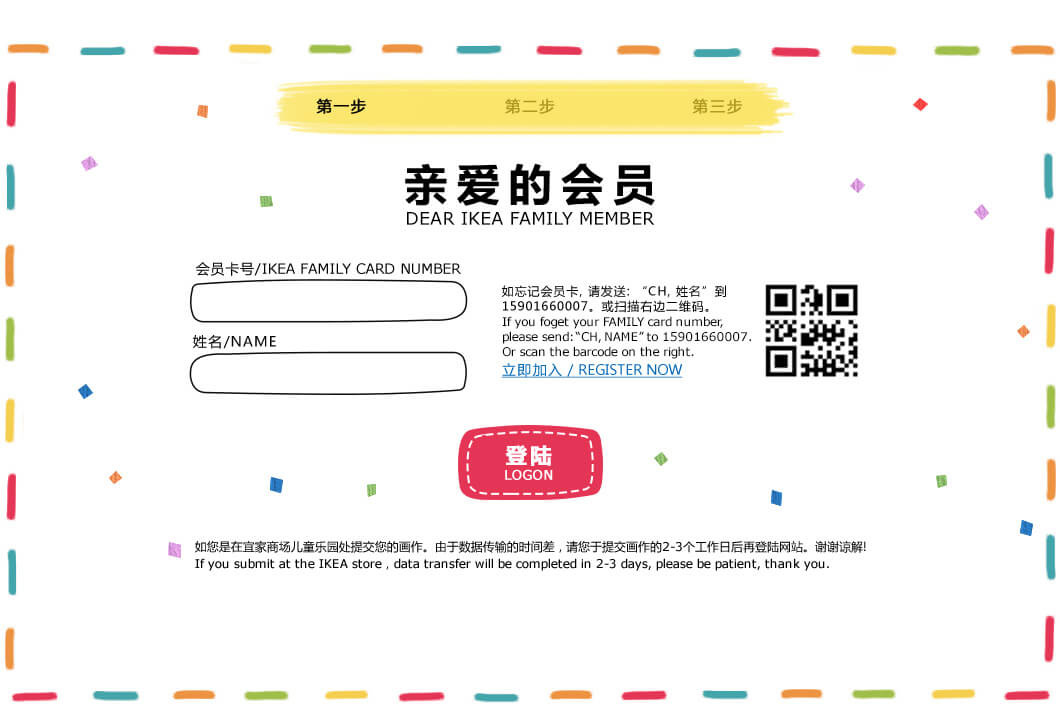 第一步 第二步 第三步
亲爱的会员
DEAR IKEA FAMILY MEMBER
会员卡号/IKEA FAMILY CARD NUMBER
姓名/NAME
如忘记会员卡, 请发送: “CH, 姓名” 到
15901660007。或扫描右边二维码。
If you foget your FAMILY card number,
please send: “CH, NAME” to 15901660007.
Or scan the barcode on the right.
立即加入 / REGISTER NOW
登陆
LOGON
如您是在宜家商场儿童乐园处提交您的画作。由于数据传输的时间差，请您于提交画作的2-3个工作日后再登陆网站。谢谢谅解!
If you submit at the IKEA store , data transfer will be completed in 2-3 days, please be patient, thank you.